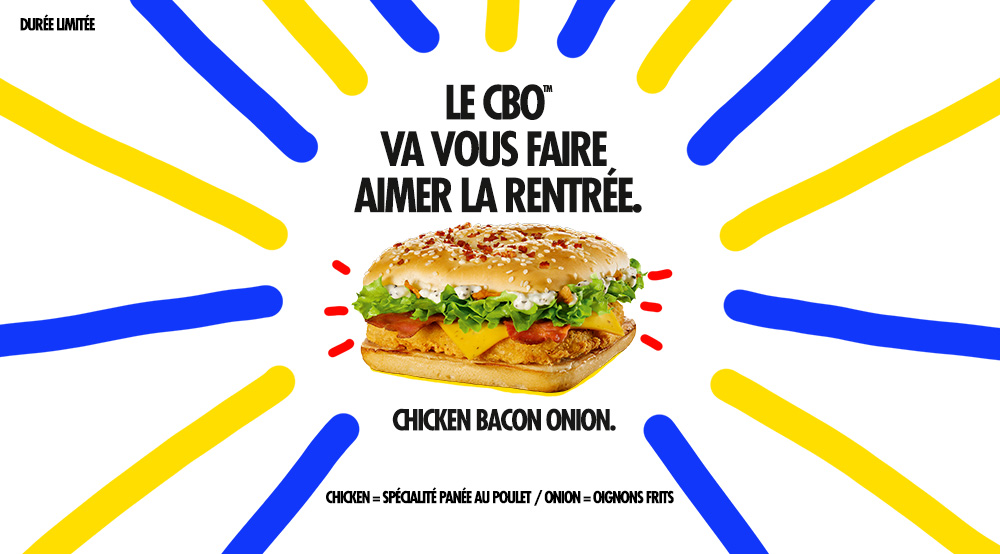 DURÉE LIMITÉE
LE CBO™
VA VOUS FAIRE
AIMER LA RENTRÉE.
CHICKEN BACON ONION.
CHICKEN = SPÉCIALITÉ PANÉE AU POULET / ONION = OIGNONS FRITS